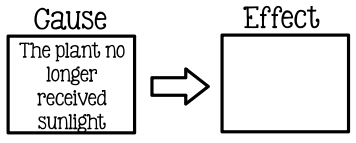 Cause
Effect
The plant no
longer
received
sunlight